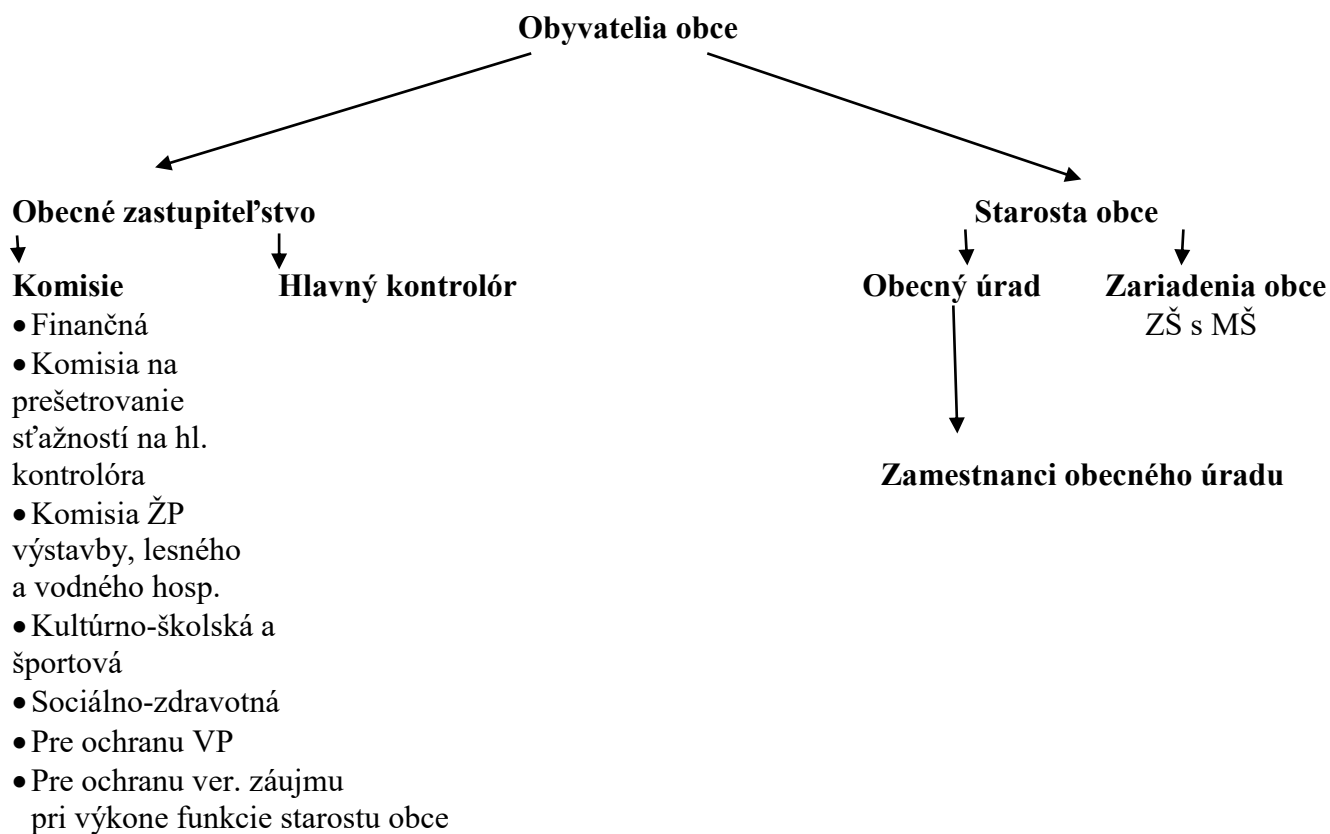 Obyvatelia obce
Obecné zastupiteľstvo
Starosta obce
Komisie
Hlavný kontrolór
Obecný úrad
Zariadenia obce
ZŠ s MŠ
• Finančná
• Komisia na
prešetrovanie
sťažností na hl.
kontrolóra
• Komisia ŽP
výstavby, lesného
a vodného hosp.
• Kultúrno-školská a
športová
• Sociálno-zdravotná
• Pre ochranu VP
• Pre ochranu ver. záujmu
pri výkone funkcie starostu obce
Zamestnanci obecného úradu